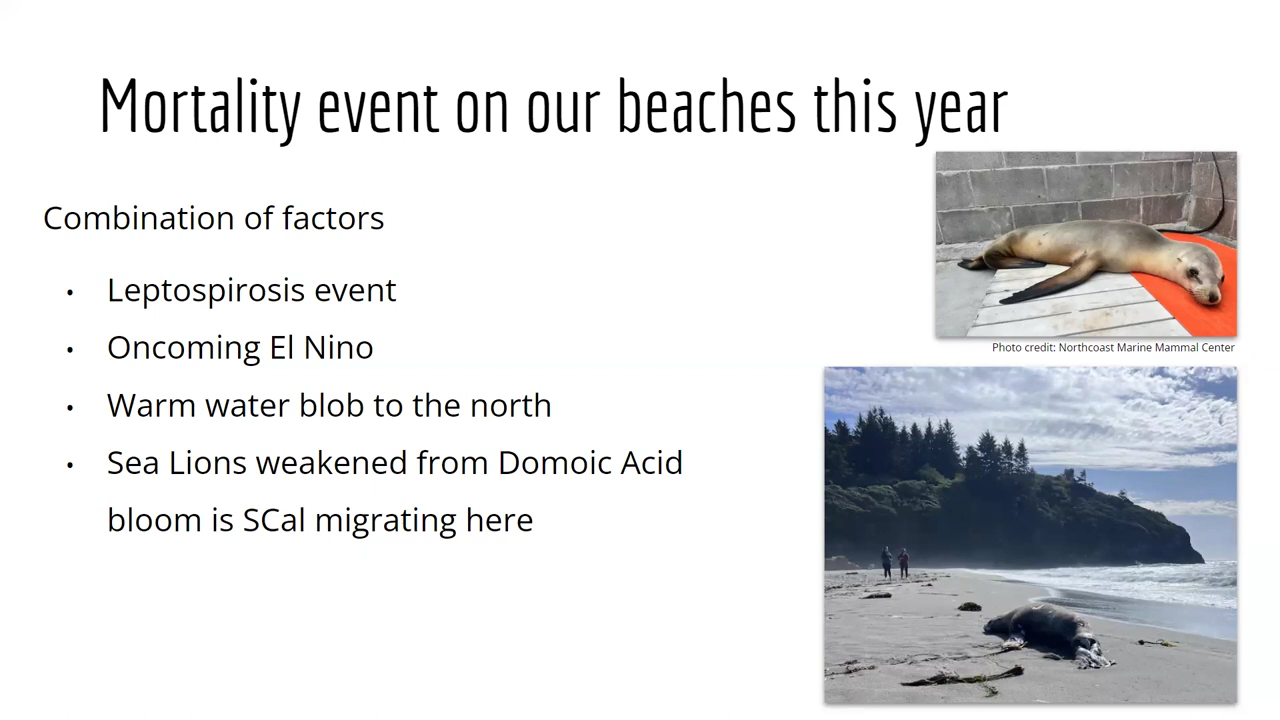 Mortality event on our beaches this year
Combination of factors
• Leptospirosis event
• Oncoming El Nino
• Warm water blob to the north
• Sea Lions weakened from Domoic Acid
bloom is SCal migrating here
Photo credit: Northcoast Marine Mammal Center